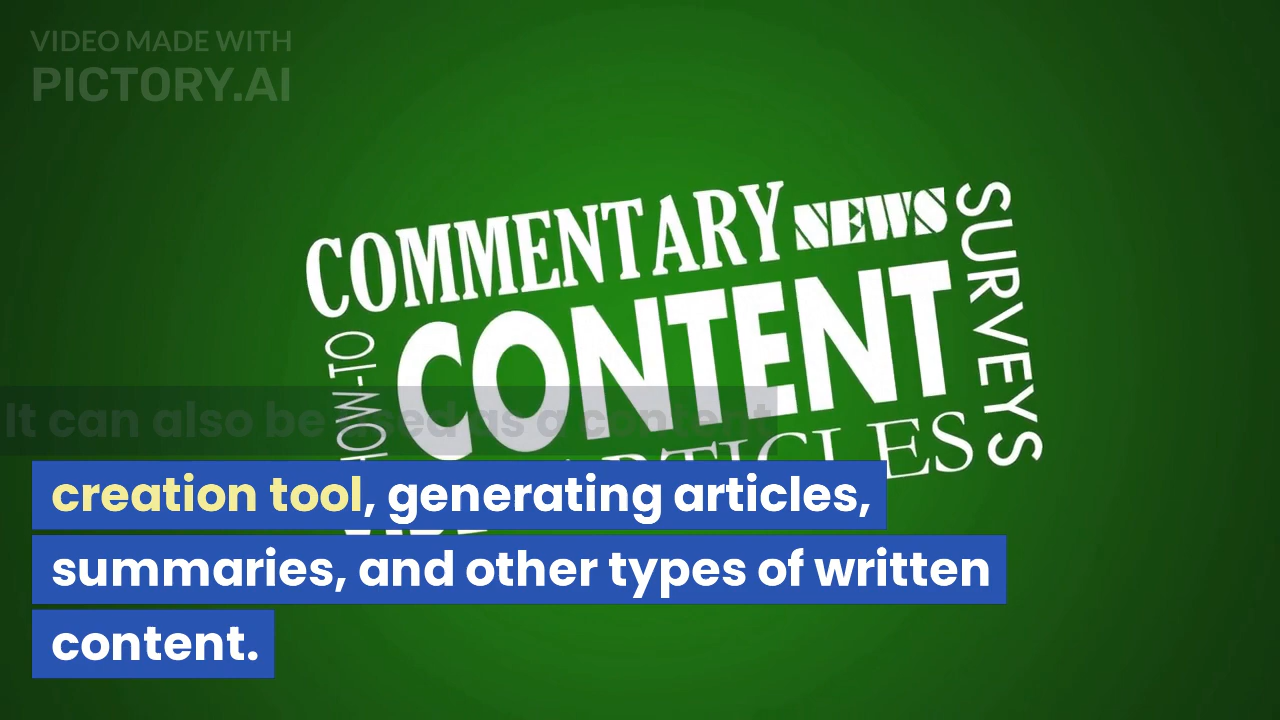 VIDEO MADE WITH
PICTORY.AI
COMMENTARY NEWS
SURVEYS
CONTENT
HOW-TO
ARTICLES
It can also be used as a content
creation tool, generating articles,
summaries, and other types of written
content.